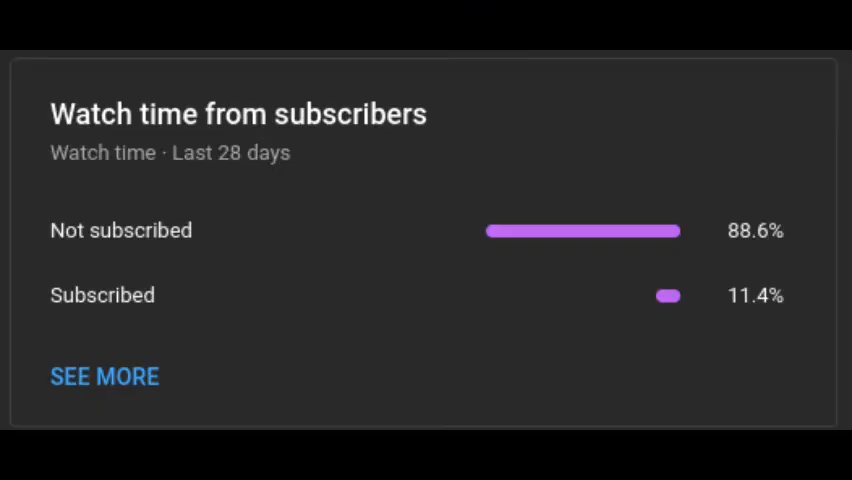 Watch time from subscribers
Watch time · Last 28 days
Not subscribed 88.6%
Subscribed 11.4%
SEE MORE